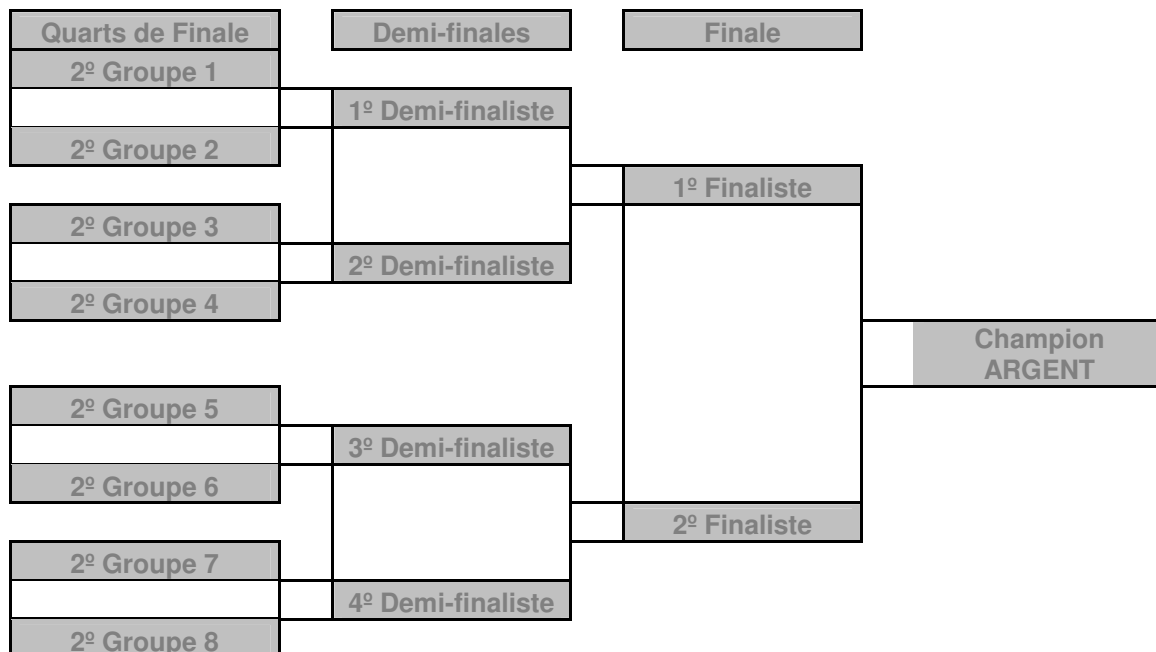 Quarts de Finale
Demi-finales
Finale
2º Groupe 1
1º Demi-finaliste
2º Groupe 2
1º Finaliste
2º Groupe 3
2º Demi-finaliste
2º Groupe 4
Champion
ARGENT
2º Groupe 5
3º Demi-finaliste
2º Groupe 6
2º Finaliste
2º Groupe 7
4º Demi-finaliste
2º Groupe 8